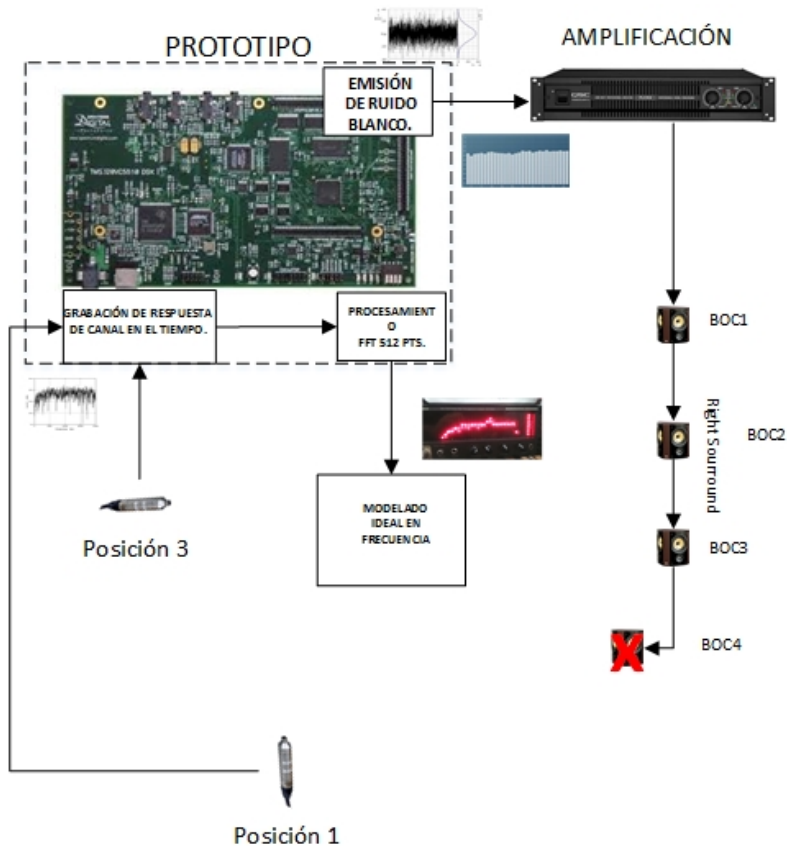 PROTOTIPO
AMPLIFICACIÓN
EMISIÓN
DE RUIDO
BLANCO.
DIGITAL
GRABACIÓN DE RESPUESTA
DE CANAL EN EL TIEMPO.
PROCESAMIENT
O
FFT 512 PTS.
BOC1
Right Sourround
BOC2
MODELADO
IDEAL EN
FRECUENCIA
Posición 3
BOC3
X
BOC4
Posición 1